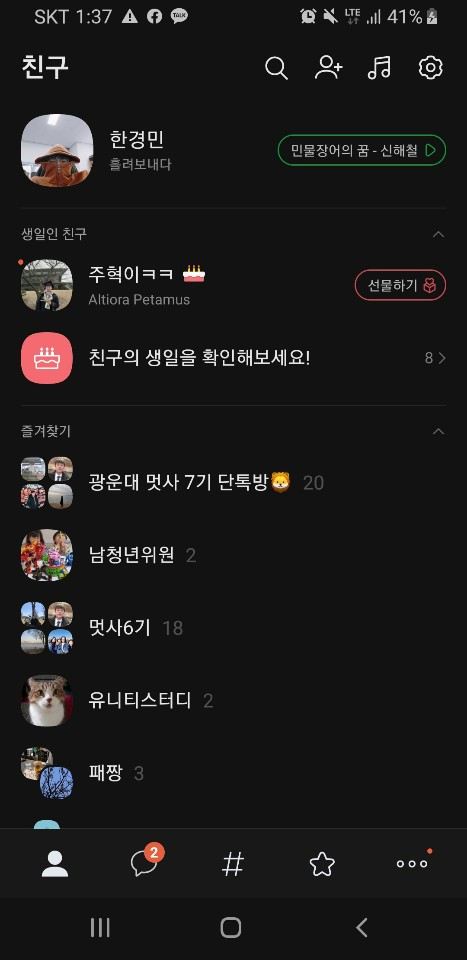 SKT 1:37 TALK LTE 41%
친구
한경민
흘려보내다
민물장어의 꿈 - 신해철
생일인 친구
주혁이ㅋㅋ
Altiora Petamus
선물하기
친구의 생일을 확인해보세요!
8
즐겨찾기
광운대 멋사 7기 단톡방🦁 20
남청년위원 2
멋사6기 18
유니티스터디 2
패짱 3
2